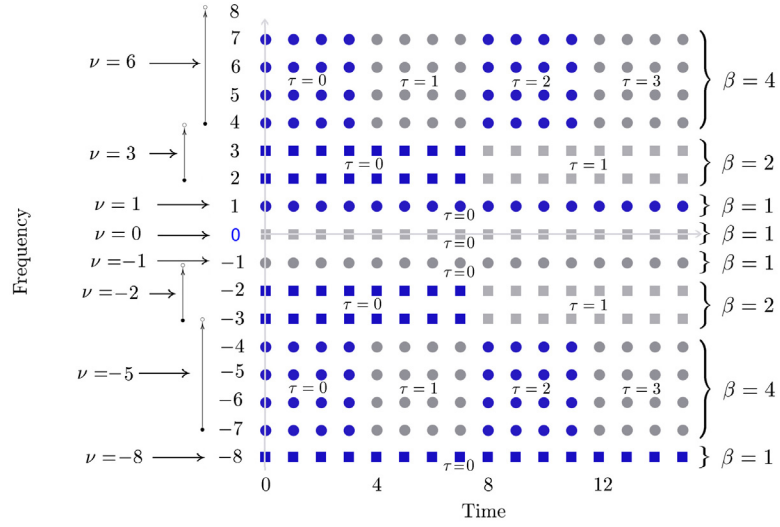 8
ν = 6 7 β = 4
6
τ = 0 τ = 1 τ = 2 τ = 3
5
4
ν = 3 3 β = 2
τ = 0 τ = 1
2
ν = 1 1 β = 1
τ = 0
ν = 0 0 β = 1
τ = 0
ν = −1 −1 β = 1
τ = 0
ν = −2 −2 β = 2
τ = 0 τ = 1
−3
−4
ν = −5 −5 β = 4
τ = 0 τ = 1 τ = 2 τ = 3
−6
−7
ν = −8 −8 β = 1
τ = 0
0 4 8 12
Time
Frequency